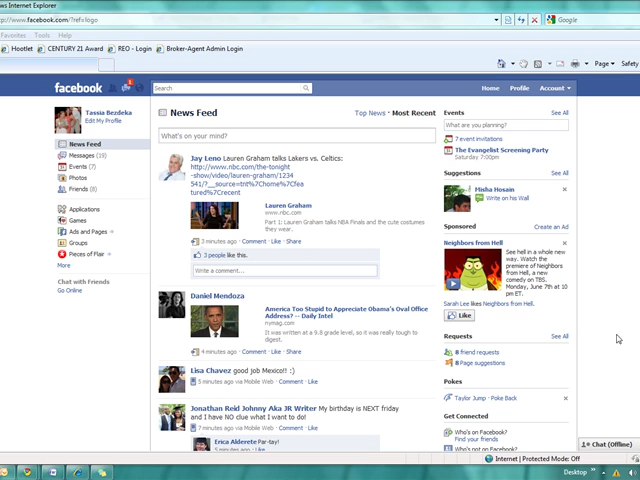 ws Internet Explorer
://www.facebook.com/?ref=logo
Google
Favorites Tools Help
Hootlet CENTURY 21 Award REO - Login Broker-Agent Admin Login
Page Safety
facebook 1 Search Home Profile Account
Tassia Bezdeka
Edit My Profile
News Feed
Messages (19)
Events (7)
Photos
Friends (8)
Applications
Games
Ads and Pages
Groups
Pieces of Flair
More
Chat with Friends
Go Online
News Feed Top News · Most Recent
What's on your mind?
Jay Leno Lauren Graham talks Lakers vs. Celtics:
http://www.nbc.com/the-tonight
-show/video/lauren-graham/1234
541/?__source=tnt%7Chome%7Cfea
tured%7Crecent
Lauren Graham
www.nbc.com
Part 1: Lauren Graham talks NBA Finals and the cute costumes
they wear.
3 minutes ago · Comment · Like · Share
3 people like this.
Write a comment...
Daniel Mendoza
America Too Stupid to Appreciate Obama's Oval Office
Address? -- Daily Intel
nymag.com
It was written at a 9.8 grade level, so it was really tough to
digest.
4 minutes ago · Comment · Like · Share
Lisa Chavez good job Mexico!! :)
5 minutes ago via Mobile Web · Comment · Like
Jonathan Reid Johnny Aka JR Writer My birthday is NEXT friday
and I have NO clue what I want to do!
7 minutes ago via Mobile Web · Comment · Like
Erica Alderete Par-tay!
5 minutes ago · Like
Events See All
What are you planning?
7 event invitations
The Evangelist Screening Party
Saturday 7:00pm
Suggestions See All
Misha Hosain
Write on his Wall
Sponsored Create an Ad
Neighbors from Hell
See hell in a whole
new way. Watch the
premiere of Neighbors
from Hell, a new
comedy on TBS.
Monday, June 7th at 10
pm ET.
Sarah Lee likes Neighbors from Hell.
Like
Requests See All
8 friend requests
8 Page suggestions
Pokes
Taylor Jump · Poke Back
Get Connected
Who's on Facebook?
Find your friends
Who's not on Facebook?
Chat (Offline)
Internet | Protected Mode: Off
Desktop